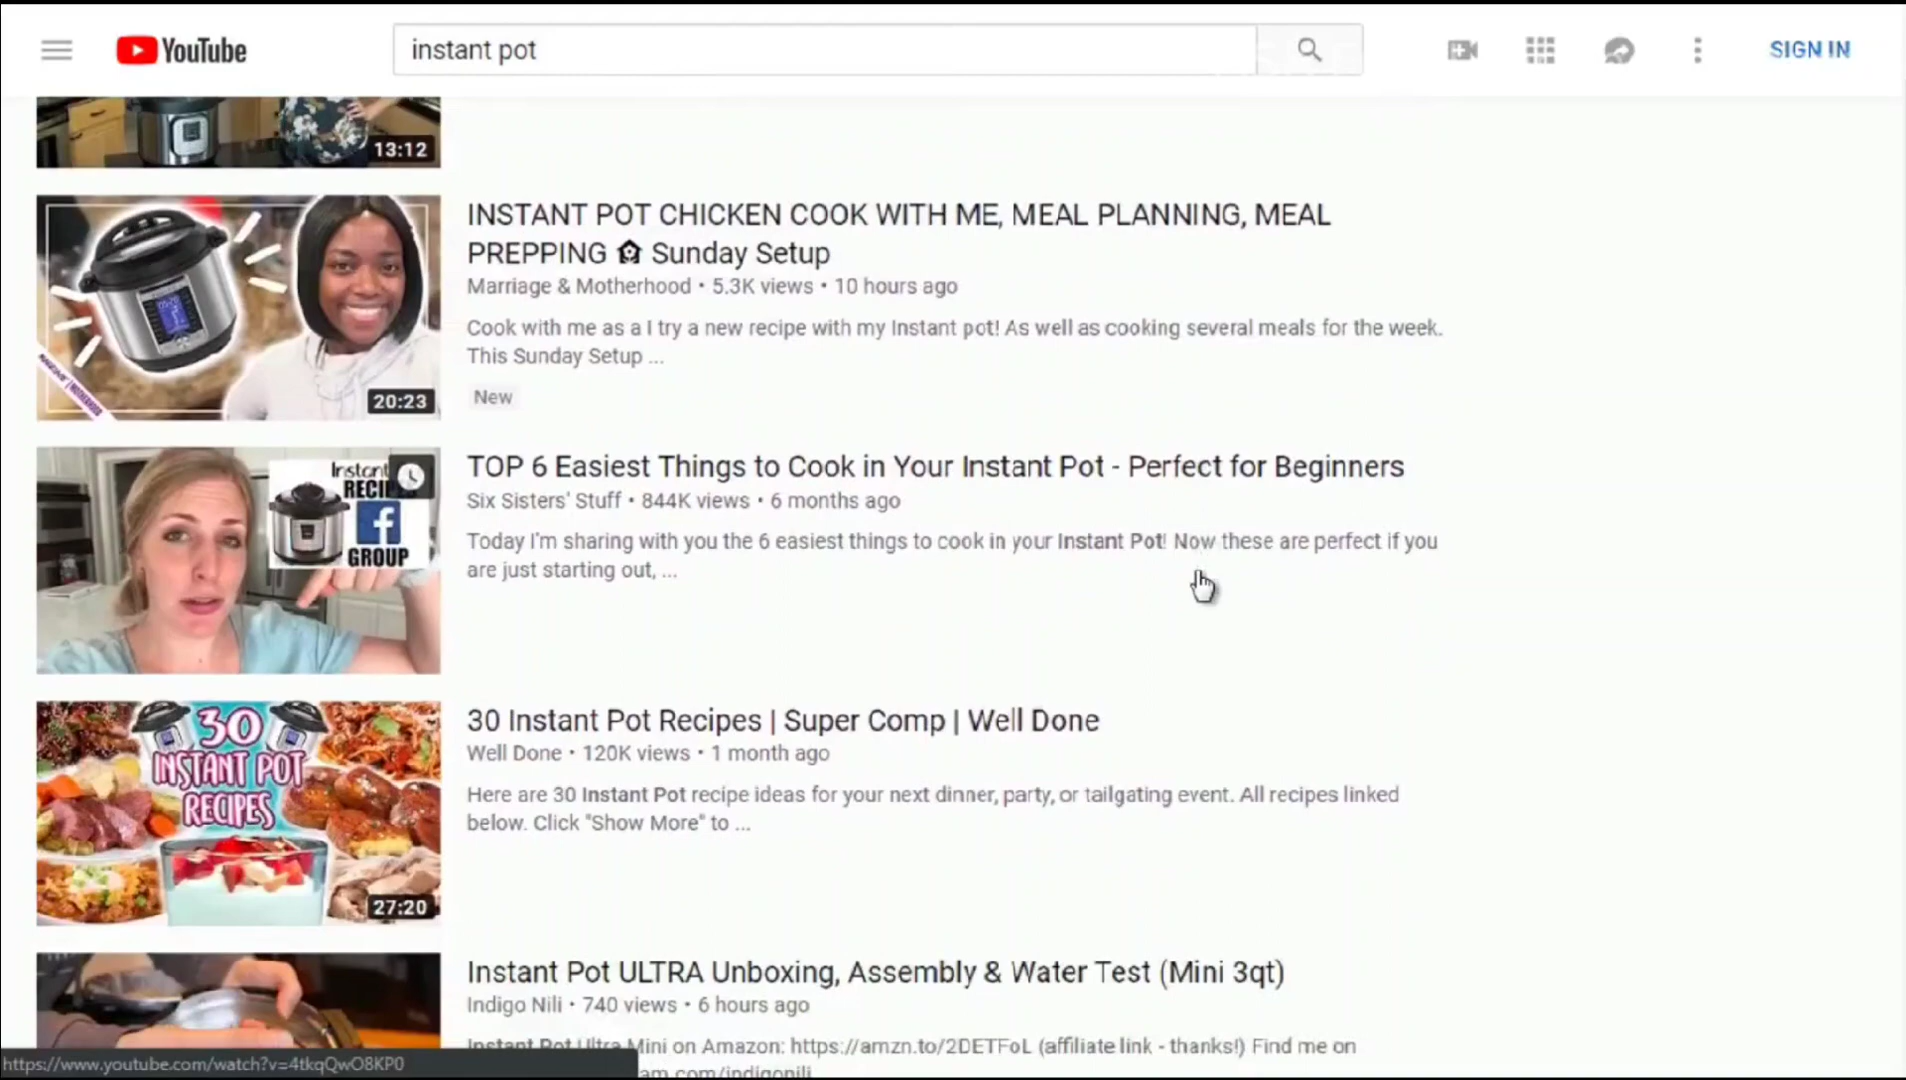 YouTube
instant pot
SIGN IN
13:12
INSTANT POT CHICKEN COOK WITH ME, MEAL PLANNING, MEAL
PREPPING Sunday Setup
Marriage & Motherhood • 5.3K views • 10 hours ago
Cook with me as a I try a new recipe with my Instant pot! As well as cooking several meals for the week.
This Sunday Setup ...
New
MOTHERHOOD
20:23
TOP 6 Easiest Things to Cook in Your Instant Pot - Perfect for Beginners
Six Sisters' Stuff • 844K views • 6 months ago
Today I'm sharing with you the 6 easiest things to cook in your Instant Pot! Now these are perfect if you
are just starting out, ...
Instant
f
GROUP
30 Instant Pot Recipes | Super Comp | Well Done
Well Done • 120K views • 1 month ago
Here are 30 Instant Pot recipe ideas for your next dinner, party, or tailgating event. All recipes linked
below. Click "Show More" to ...
30
INSTANT POT
RECIPES
27:20
Instant Pot ULTRA Unboxing, Assembly & Water Test (Mini 3qt)
Indigo Nili • 740 views • 6 hours ago
Instant Pot Ultra Mini on Amazon: https://amzn.to/2DETFoL (affiliate link - thanks!) Find me on
am.com/indigonili
https://www.youtube.com/watch?v=4tkqQwO8KP0